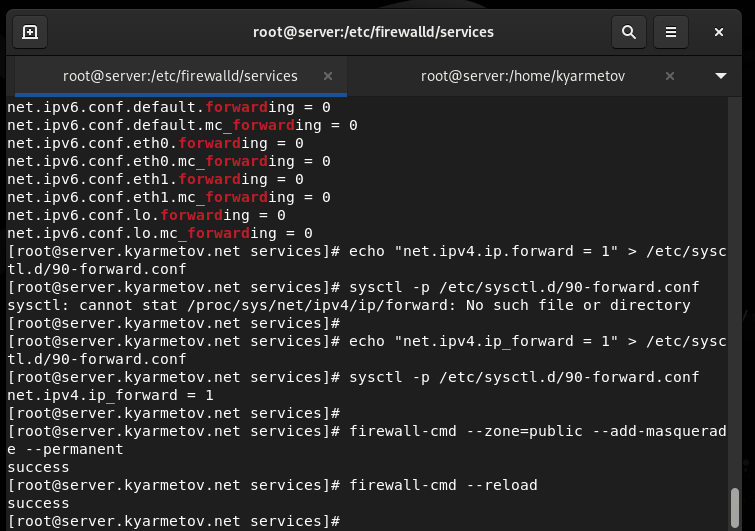 root@server:/etc/firewalld/services
root@server:/etc/firewalld/services
root@server:/home/kyarmetov
net.ipv6.conf.default.forwarding = 0
net.ipv6.conf.default.mc_forwarding = 0
net.ipv6.conf.eth0.forwarding = 0
net.ipv6.conf.eth0.mc_forwarding = 0
net.ipv6.conf.eth1.forwarding = 0
net.ipv6.conf.eth1.mc_forwarding = 0
net.ipv6.conf.lo.forwarding = 0
net.ipv6.conf.lo.mc_forwarding = 0
[root@server.kyarmetov.net services]# echo "net.ipv4.ip.forward = 1" > /etc/sysc
tl.d/90-forward.conf
[root@server.kyarmetov.net services]# sysctl -p /etc/sysctl.d/90-forward.conf
sysctl: cannot stat /proc/sys/net/ipv4/ip/forward: No such file or directory
[root@server.kyarmetov.net services]#
[root@server.kyarmetov.net services]# echo "net.ipv4.ip_forward = 1" > /etc/sysc
tl.d/90-forward.conf
[root@server.kyarmetov.net services]# sysctl -p /etc/sysctl.d/90-forward.conf
net.ipv4.ip_forward = 1
[root@server.kyarmetov.net services]#
[root@server.kyarmetov.net services]# firewall-cmd --zone=public --add-masquerad
e --permanent
success
[root@server.kyarmetov.net services]# firewall-cmd --reload
success
[root@server.kyarmetov.net services]#